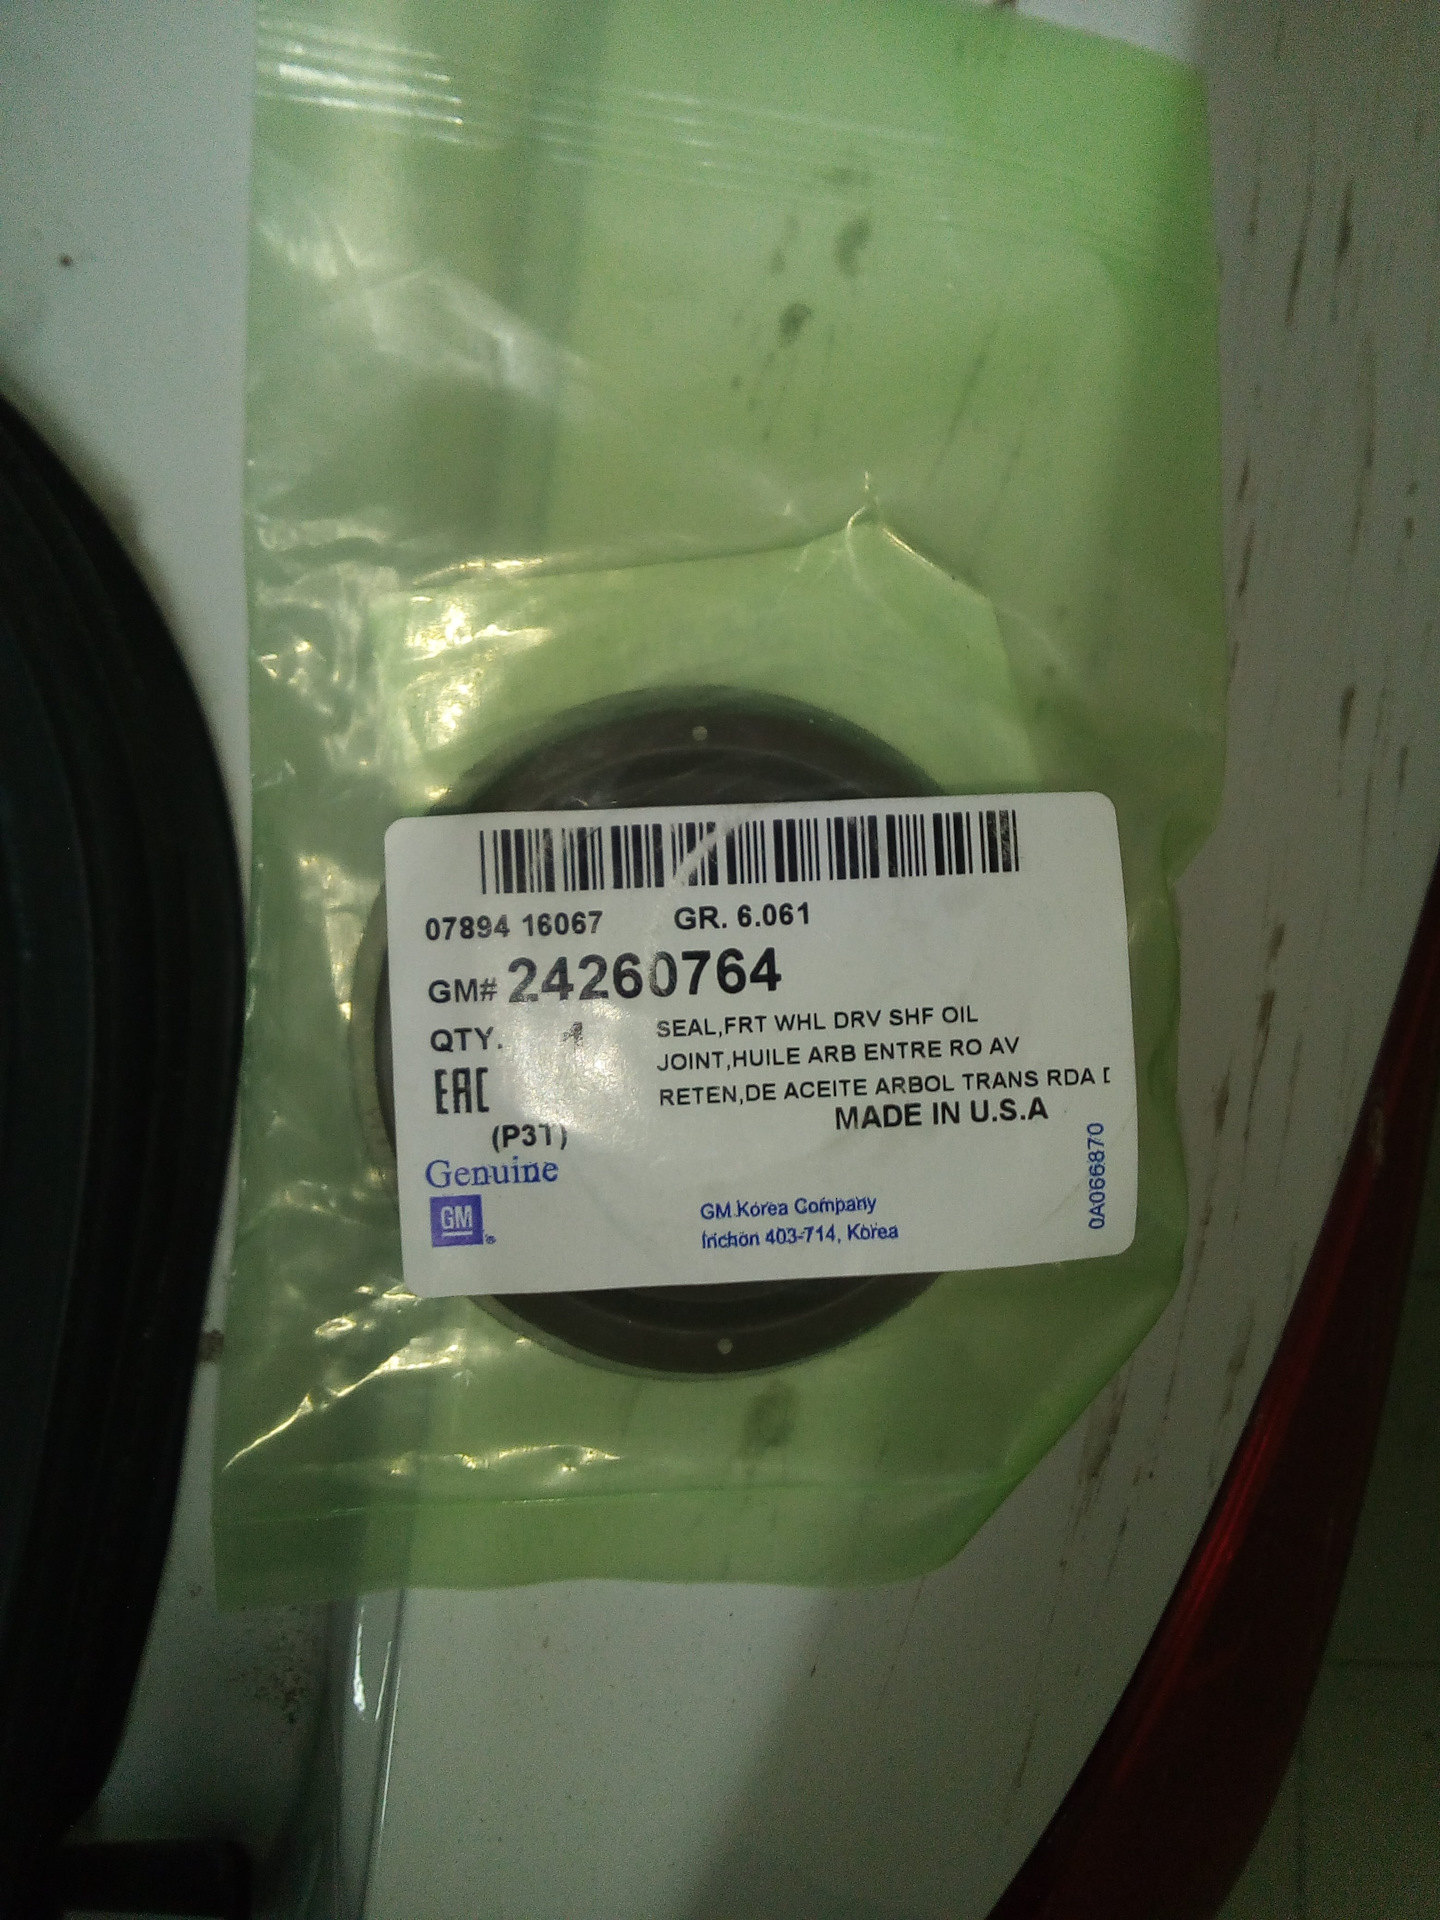 07894 16067 GR. 6.061
GM# 24260764
QTY. 1
SEAL,FRT WHL DRV SHF OIL
JOINT,HUILE ARB ENTRE RO AV
RETEN,DE ACEITE ARBOL TRANS RDA D
EAC
MADE IN U.S.A
(P3T)
Genuine
GM
GM Korea Company
Inchon 403-714, Korea
0A066870